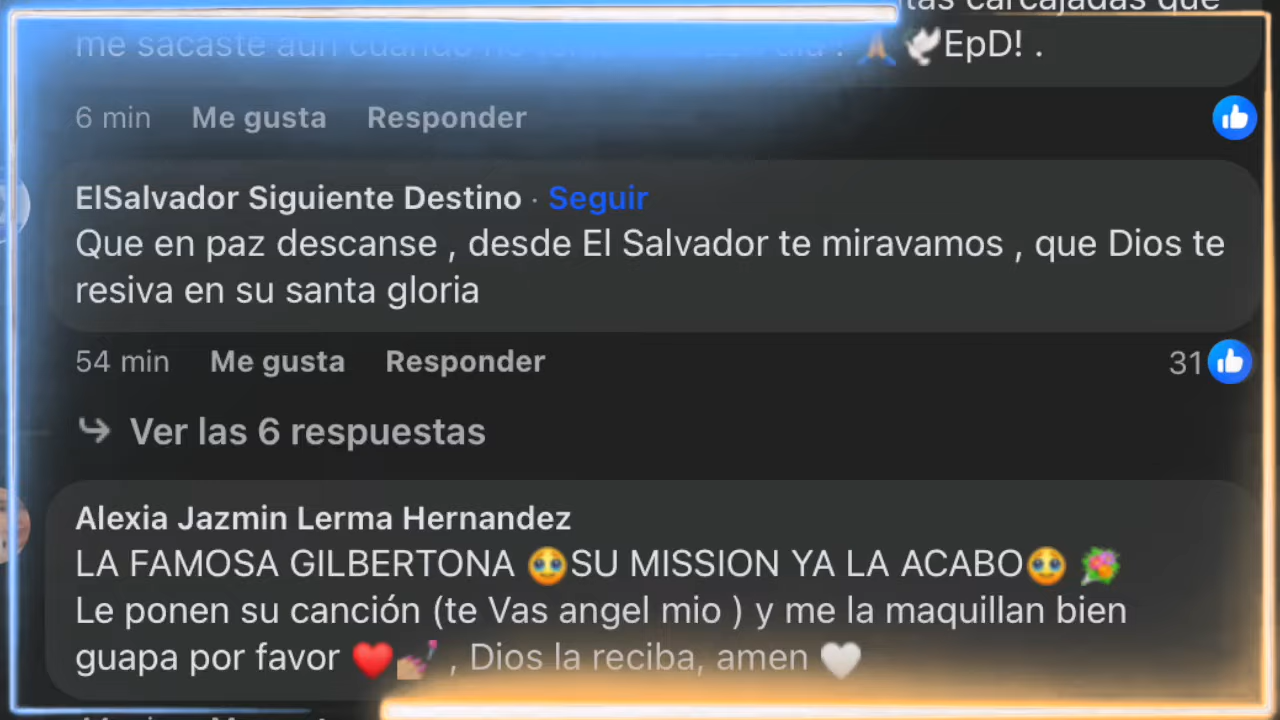 carcajadas que
me sacaste aun cuando EpD! .
6 min Me gusta Responder
ElSalvador Siguiente Destino · Seguir
Que en paz descanse , desde El Salvador te miravamos , que Dios te
resiva en su santa gloria
54 min Me gusta Responder
31
Ver las 6 respuestas
Alexia Jazmin Lerma Hernandez
LA FAMOSA GILBERTONA 🥹SU MISSION YA LA ACABO🥹 💐
Le ponen su canción (te Vas angel mio ) y me la maquillan bien
guapa por favor ❤️💅🏽 , Dios la reciba, amen 🤍